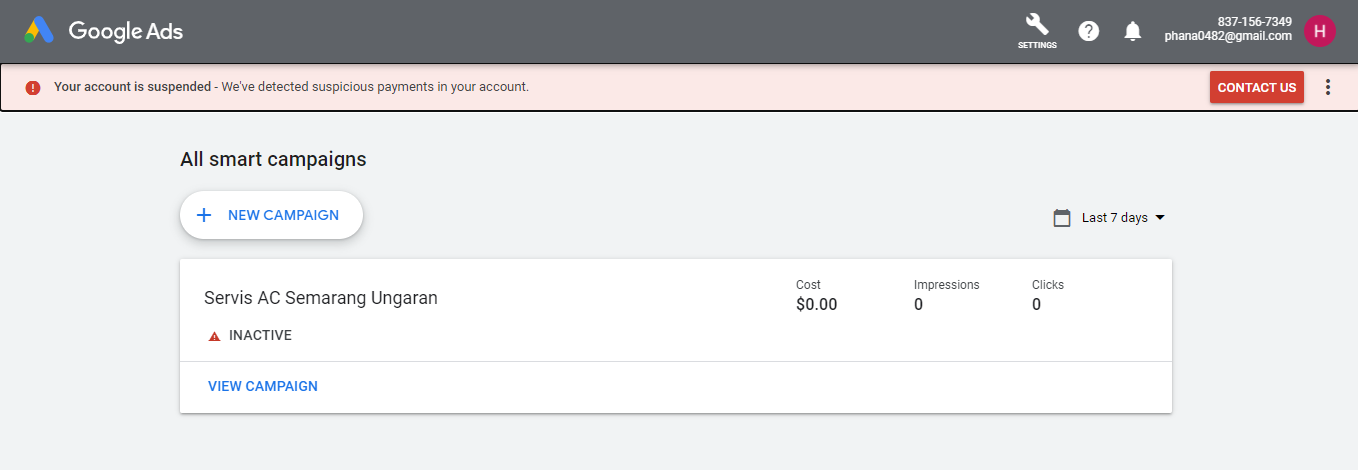 Google Ads
SETTINGS
837-156-7349
phana0482@gmail.com
H
Your account is suspended - We've detected suspicious payments in your account.
CONTACT US
All smart campaigns
NEW CAMPAIGN
Last 7 days
Servis AC Semarang Ungaran
Cost
$0.00
Impressions
0
Clicks
0
INACTIVE
VIEW CAMPAIGN